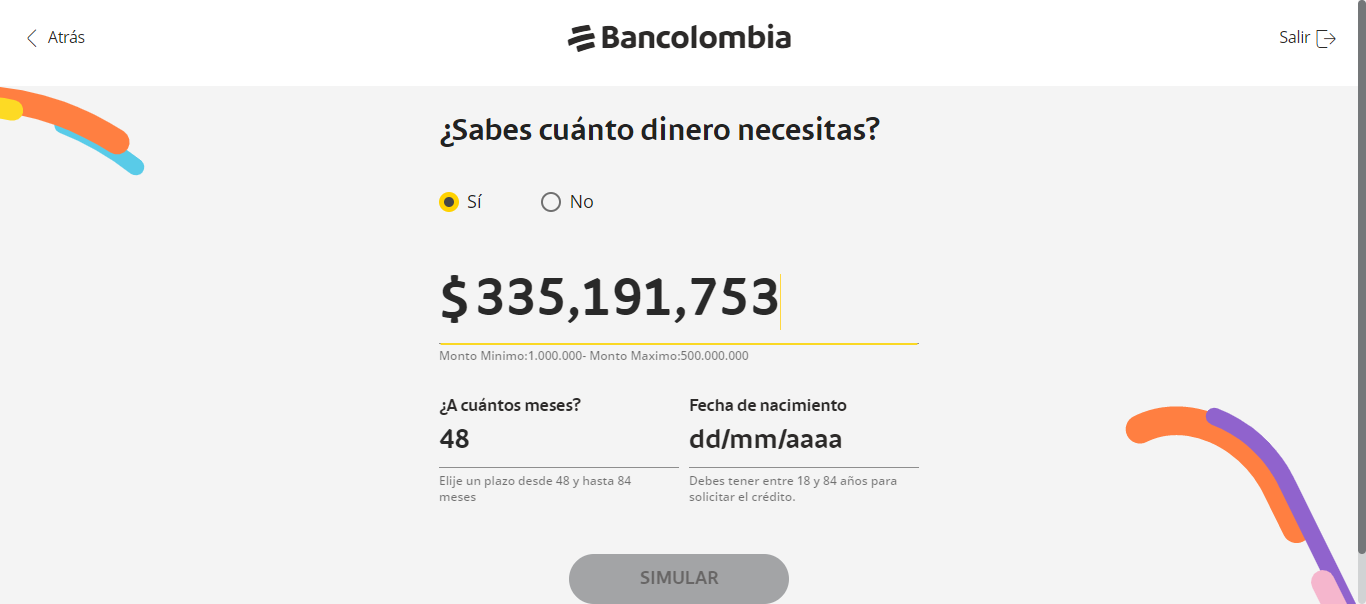 Atrás
Bancolombia
Salir
¿Sabes cuánto dinero necesitas?
Sí No
$ 335,191,753
Monto Minimo:1.000.000- Monto Maximo:500.000.000
¿A cuántos meses?
48
Elije un plazo desde 48 y hasta 84
meses
Fecha de nacimiento
dd/mm/aaaa
Debes tener entre 18 y 84 años para
solicitar el crédito.
SIMULAR